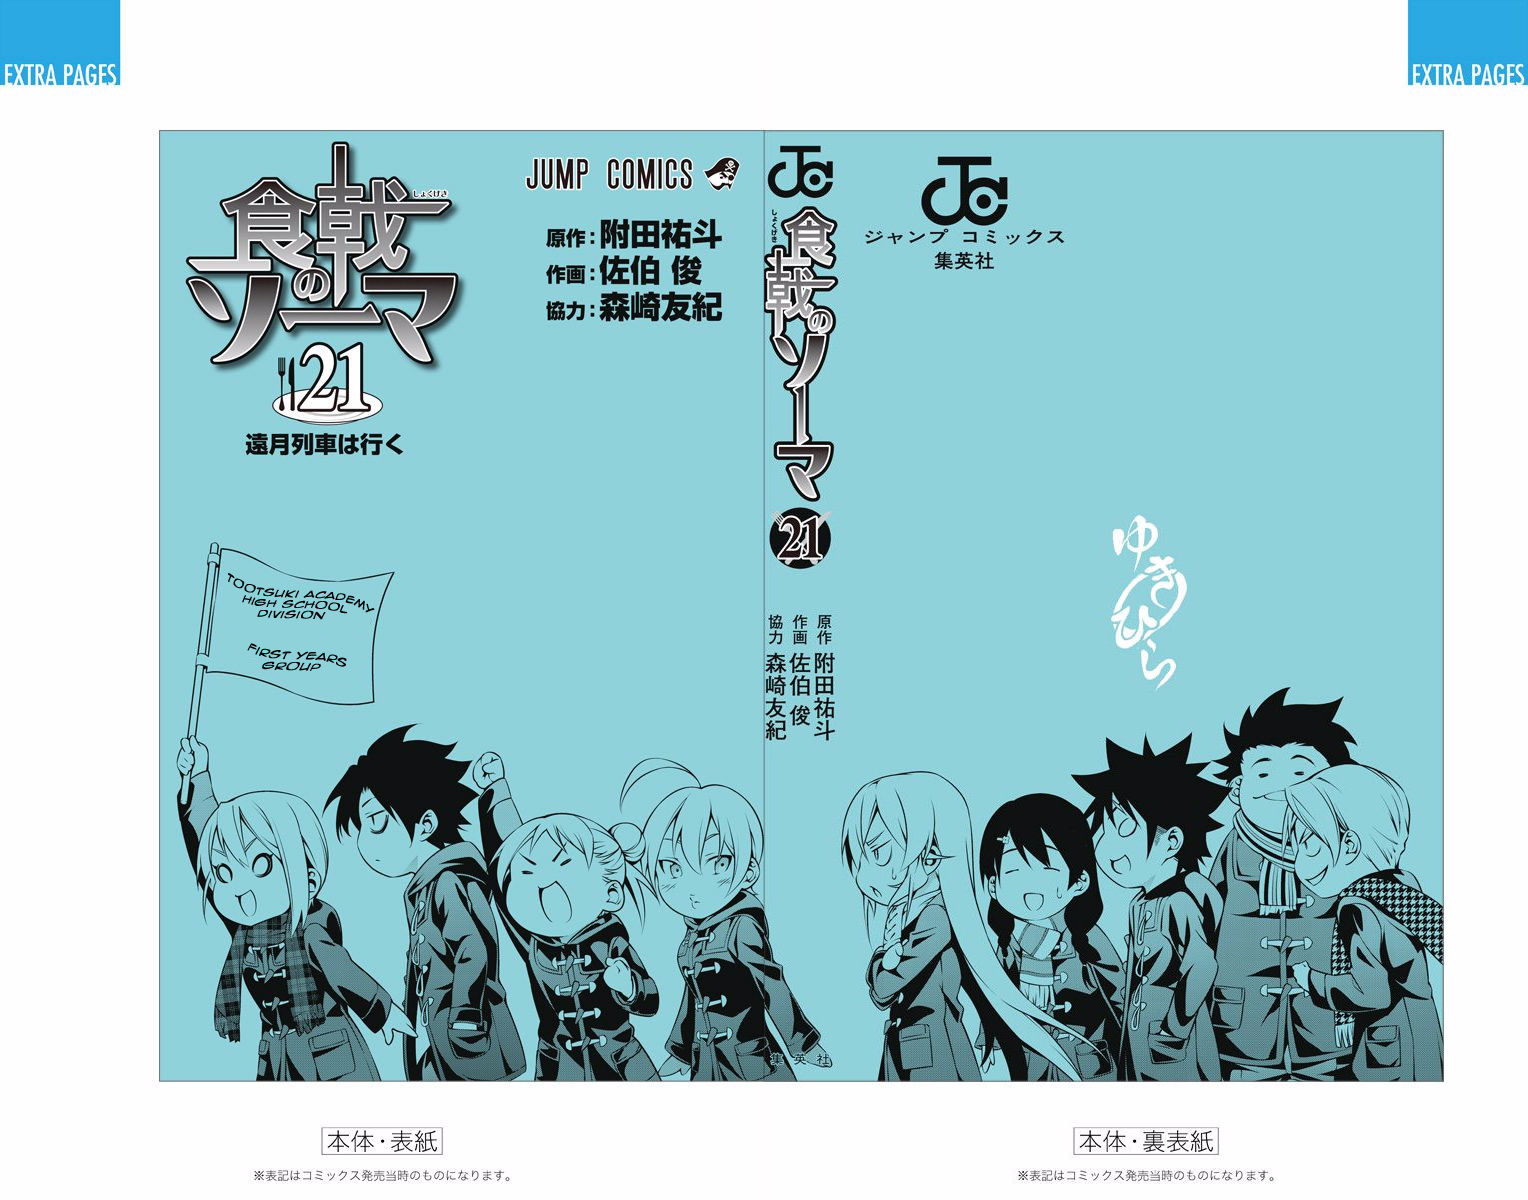 EXTRA PAGES
EXTRA PAGES
食戟のソーマ
しょくげき
21
遠月列車は行く
JUMP COMICS
原作:附田祐斗
作画:佐伯 俊
協力:森崎友紀
TOOTSUKI ACADEMY
HIGH SCHOOL
DIVISION
FIRST YEARS
GROUP
JC
食戟のソーマ
しょくげき
21
原作 附田祐斗
作画 佐伯 俊
協力 森崎友紀
集英社
JC
ジャンプ コミックス
集英社
ゆきひら
本体・表紙
※表記はコミックス発売当時のものになります。
本体・裏表紙
※表記はコミックス発売当時のものになります。